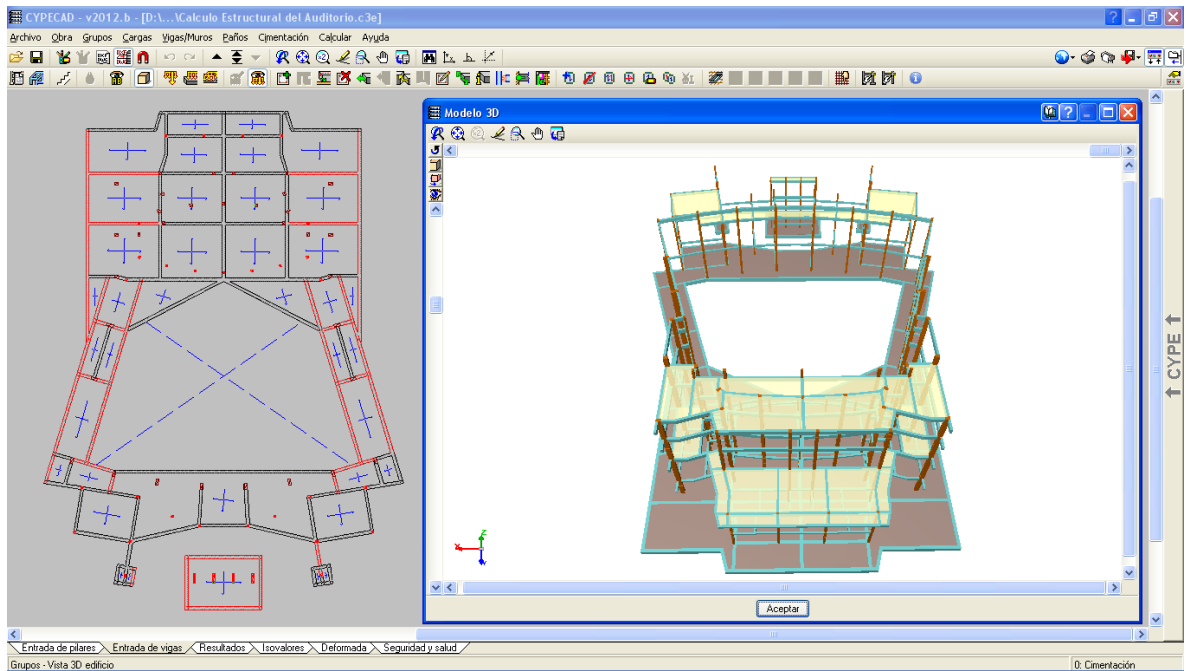 CYPECAD - v2012.b - [D:\...\Calculo Estructural del Auditorio.c3e]
Archivo Obra Grupos Cargas Vigas/Muros Paños Cimentación Calcular Ayuda
Modelo 3D
↑ CYPE ↑
X
Z
Aceptar
Entrada de pilares Entrada de vigas Resultados Isovalores Deformada Seguridad y salud
Grupos - Vista 3D edificio 0: Cimentación